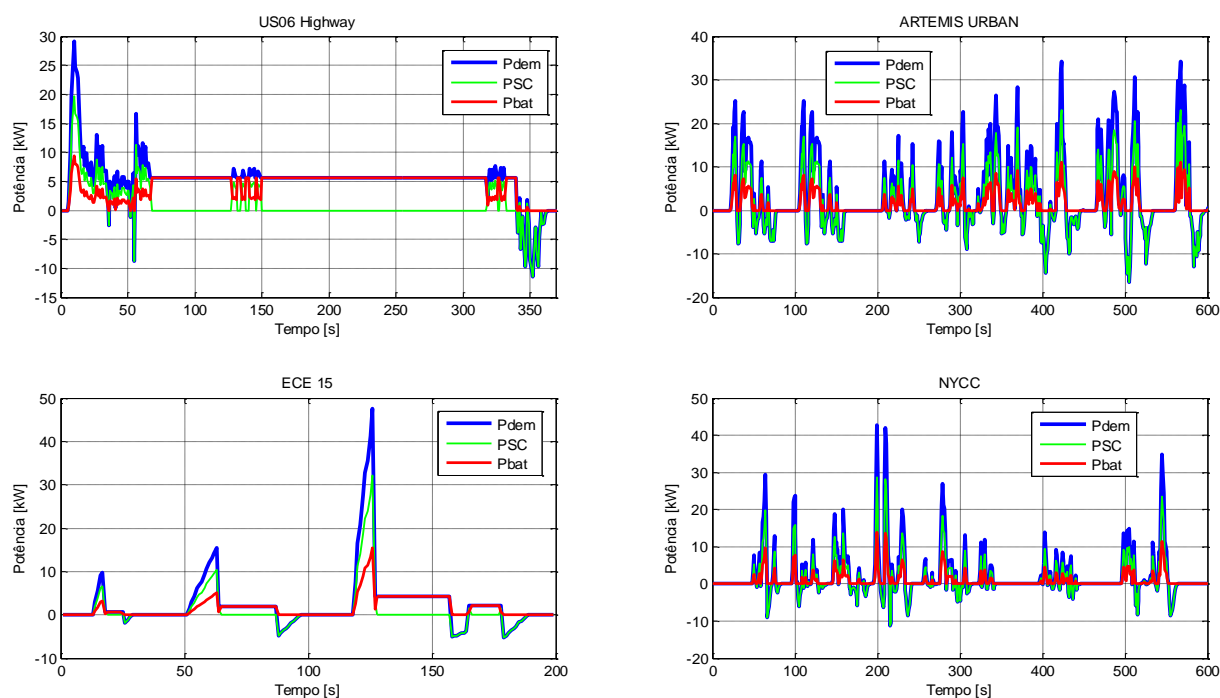 US06 Highway
30
25
20
15
10
5
0
-5
-10
-15
0 50 100 150 200 250 300 350
Potência [kW]
Tempo [s]
Pdem
PSC
Pbat
ARTEMIS URBAN
40
30
20
10
0
-10
-20
0 100 200 300 400 500 600
Potência [kW]
Tempo [s]
Pdem
PSC
Pbat
ECE 15
50
40
30
20
10
0
-10
0 50 100 150 200
Potência [kW]
Tempo [s]
Pdem
PSC
Pbat
NYCC
50
40
30
20
10
0
-10
-20
0 100 200 300 400 500 600
Potência [kW]
Tempo [s]
Pdem
PSC
Pbat